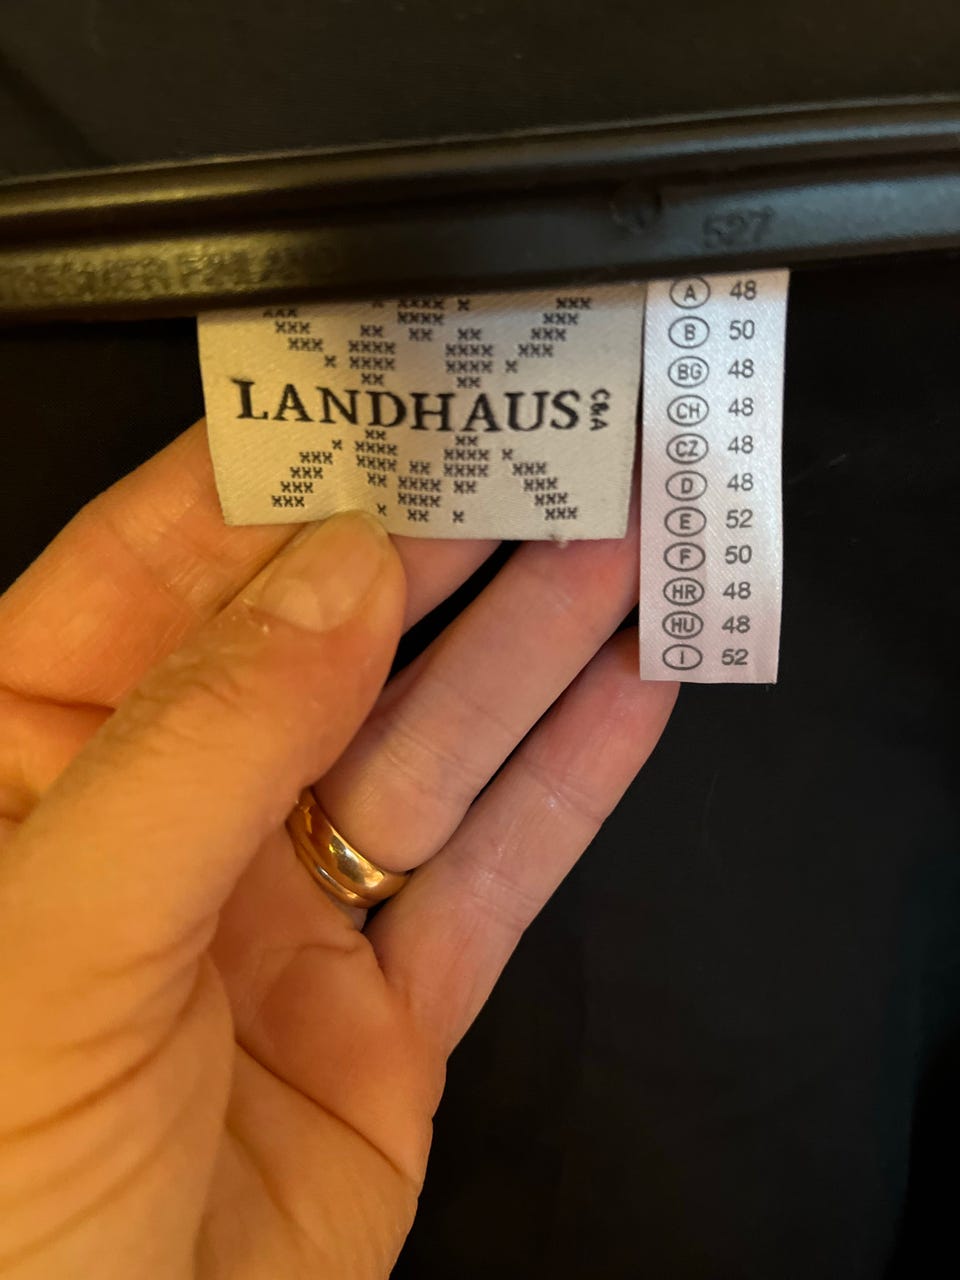 527
LANDHAUS
C&A
A 48
B 50
BG 48
CH 48
CZ 48
D 48
E 52
F 50
HR 48
HU 48
I 52